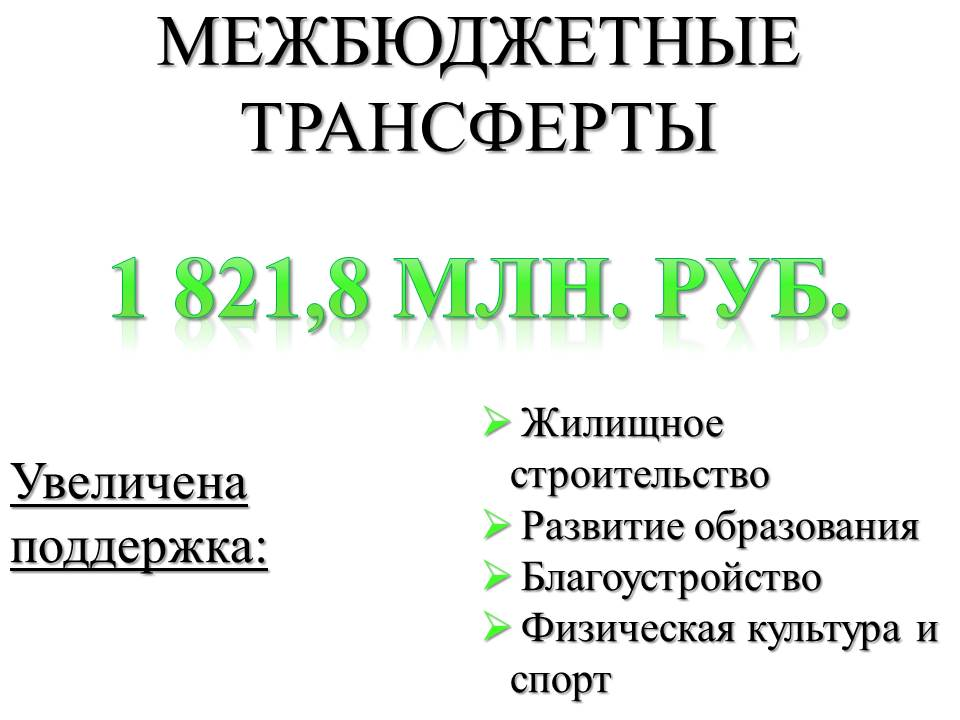 МЕЖБЮДЖЕТНЫЕ
ТРАНСФЕРТЫ
1 821,8 МЛН. РУБ.
Увеличена
поддержка:
Жилищное
строительство
Развитие образования
Благоустройство
Физическая культура и
спорт